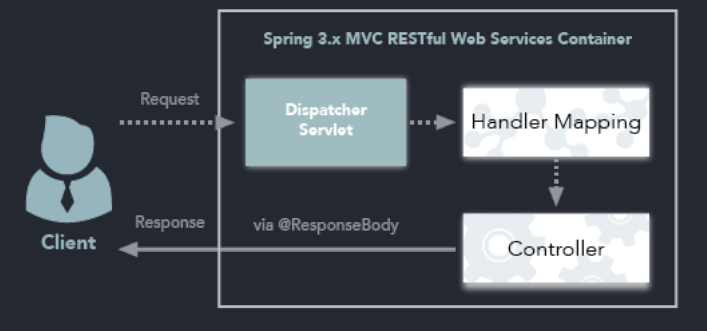 Spring 3.x MVC RESTful Web Services Container
Request
Dispatcher
Servlet
Handler Mapping
Response
via @ResponseBody
Client
Controller